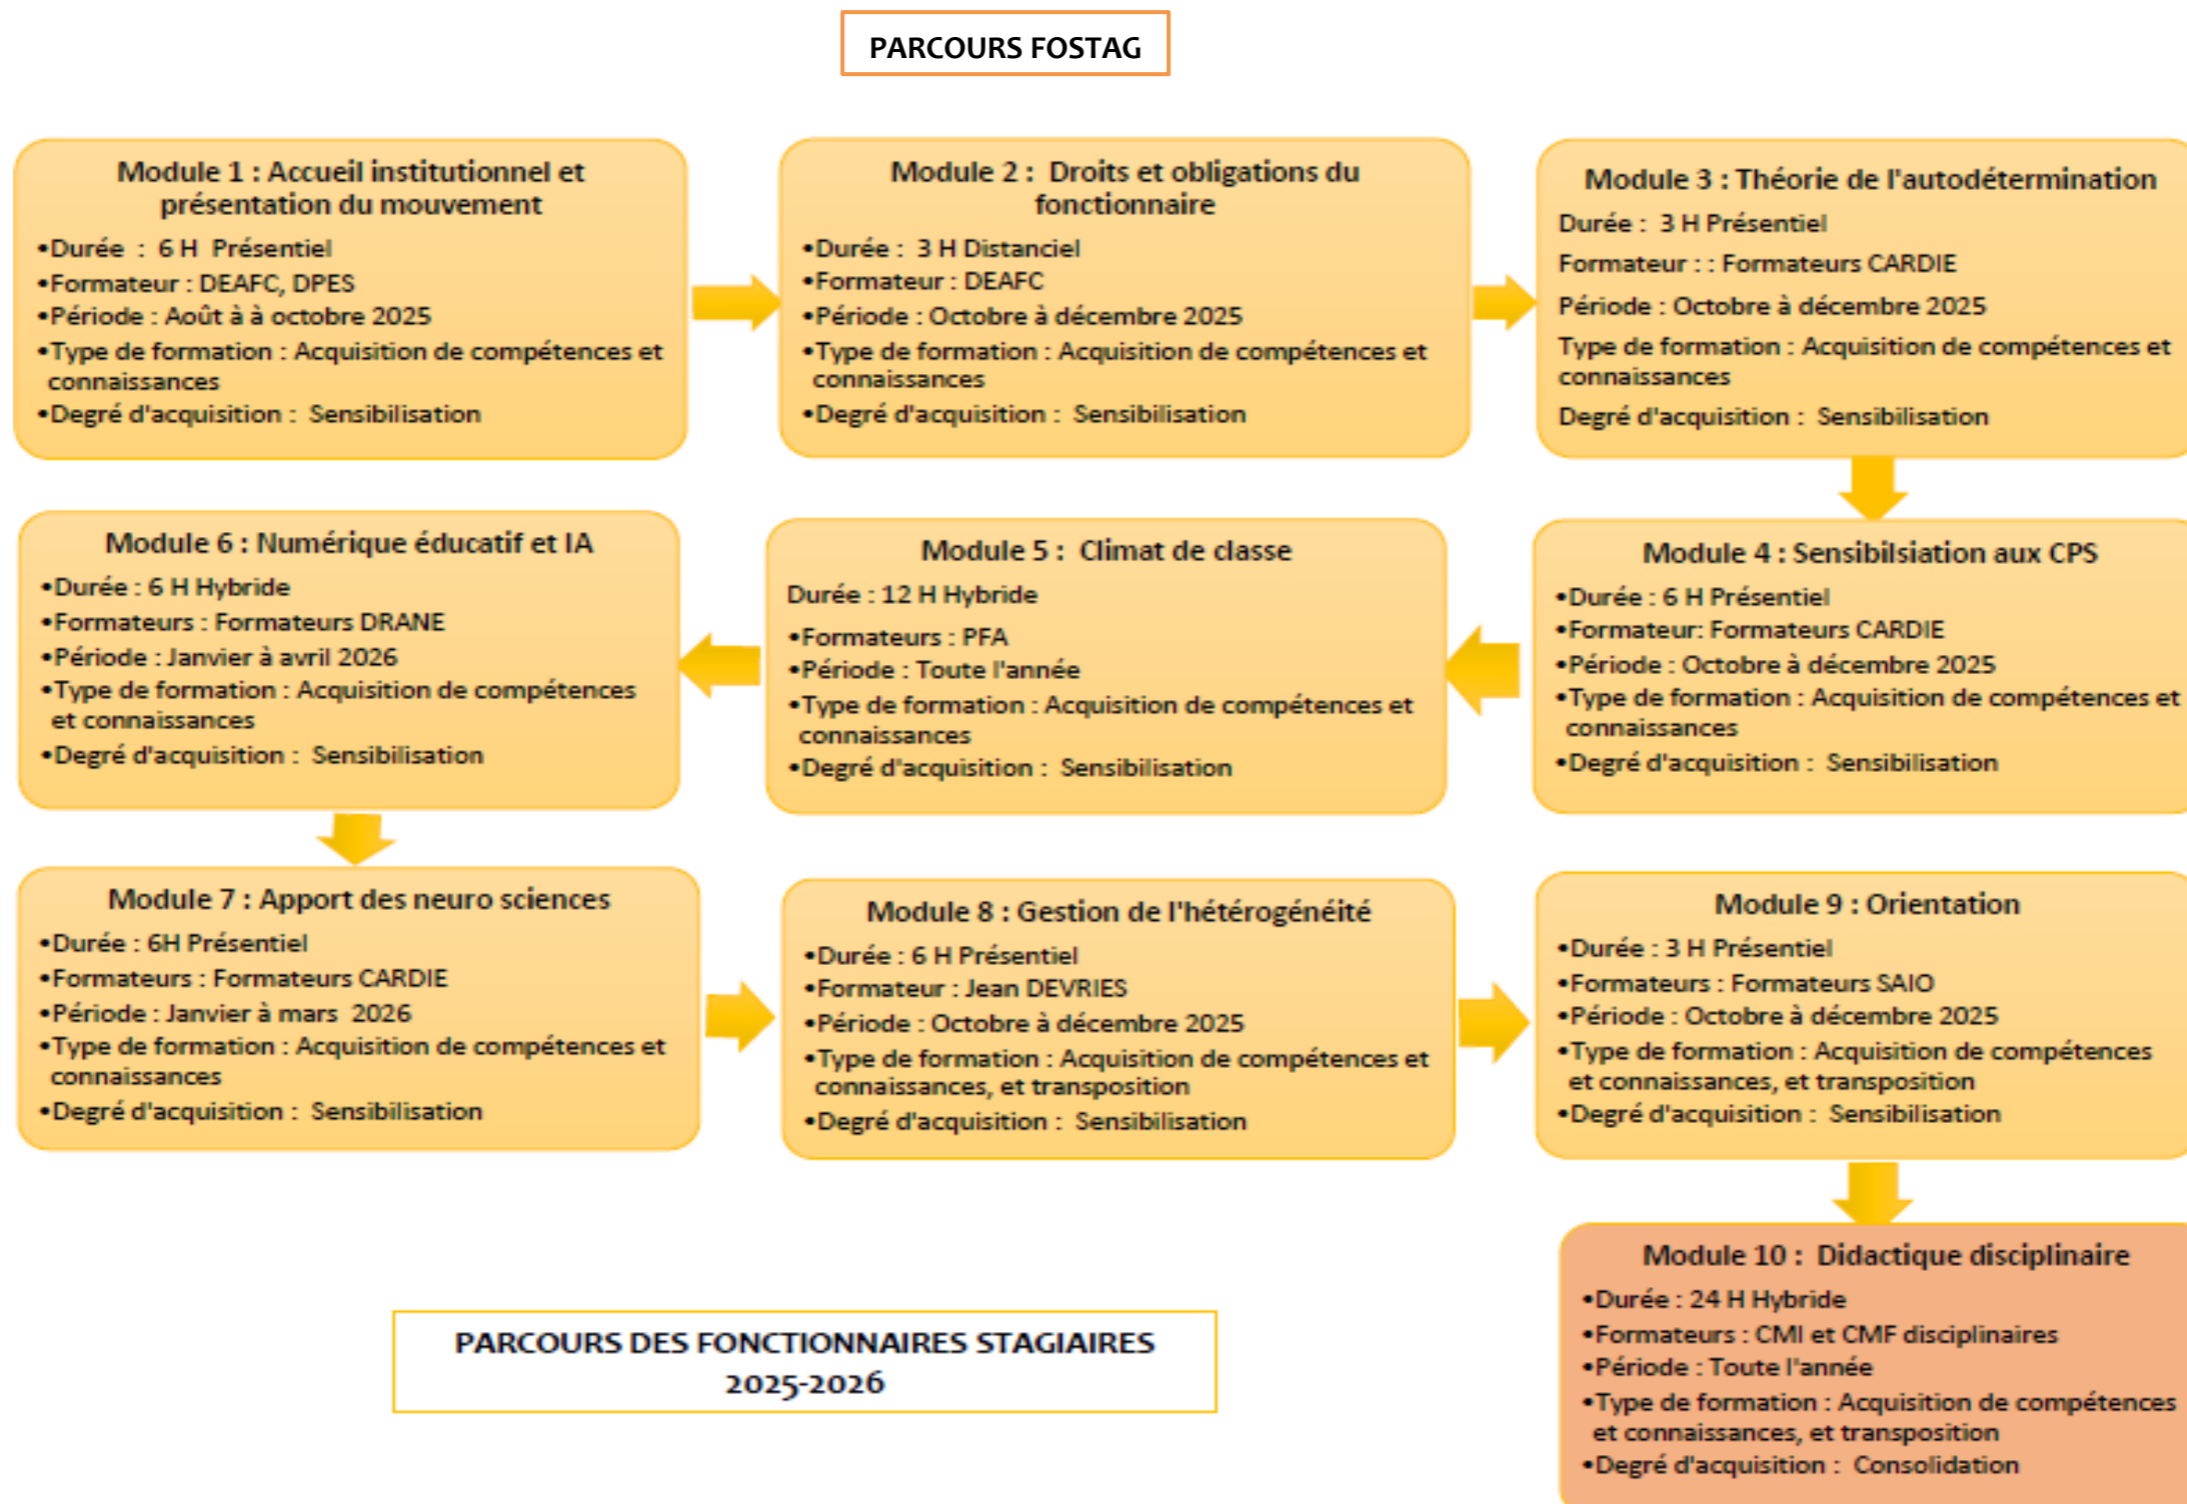 PARCOURS FOSTAG
Module 1 : Accueil institutionnel et
présentation du mouvement
•Durée : 6 H Présentiel
•Formateur : DEAFC, DPES
•Période : Août à à octobre 2025
•Type de formation : Acquisition de compétences et
connaissances
•Degré d'acquisition : Sensibilisation
Module 2 : Droits et obligations du
fonctionnaire
•Durée : 3 H Distanciel
•Formateur : DEAFC
•Période : Octobre à décembre 2025
•Type de formation : Acquisition de compétences et
connaissances
•Degré d'acquisition : Sensibilisation
Module 3 : Théorie de l'autodétermination
Durée : 3 H Présentiel
Formateur : : Formateurs CARDIE
Période : Octobre à décembre 2025
Type de formation : Acquisition de compétences et
connaissances
Degré d'acquisition : Sensibilisation
Module 4 : Sensibilsiation aux CPS
•Durée : 6 H Présentiel
•Formateur: Formateurs CARDIE
•Période : Octobre à décembre 2025
•Type de formation : Acquisition de compétences et
connaissances
•Degré d'acquisition : Sensibilisation
Module 5 : Climat de classe
Durée : 12 H Hybride
•Formateurs : PFA
•Période : Toute l'année
•Type de formation : Acquisition de compétences et
connaissances
•Degré d'acquisition : Sensibilisation
Module 6 : Numérique éducatif et IA
•Durée : 6 H Hybride
•Formateurs : Formateurs DRANE
•Période : Janvier à avril 2026
•Type de formation : Acquisition de compétences
et connaissances
•Degré d'acquisition : Sensibilisation
Module 7 : Apport des neuro sciences
•Durée : 6H Présentiel
•Formateurs : Formateurs CARDIE
•Période : Janvier à mars 2026
•Type de formation : Acquisition de compétences et
connaissances
•Degré d'acquisition : Sensibilisation
Module 8 : Gestion de l'hétérogénéité
•Durée : 6 H Présentiel
•Formateur : Jean DEVRIES
•Période : Octobre à décembre 2025
•Type de formation : Acquisition de compétences et
connaissances, et transposition
•Degré d'acquisition : Sensibilisation
Module 9 : Orientation
•Durée : 3 H Présentiel
•Formateurs : Formateurs SAIO
•Période : Octobre à décembre 2025
•Type de formation : Acquisition de compétences
et connaissances, et transposition
•Degré d'acquisition : Sensibilisation
Module 10 : Didactique disciplinaire
•Durée : 24 H Hybride
•Formateurs : CMI et CMF disciplinaires
•Période : Toute l'année
•Type de formation : Acquisition de compétences
et connaissances, et transposition
•Degré d'acquisition : Consolidation
PARCOURS DES FONCTIONNAIRES STAGIAIRES
2025-2026